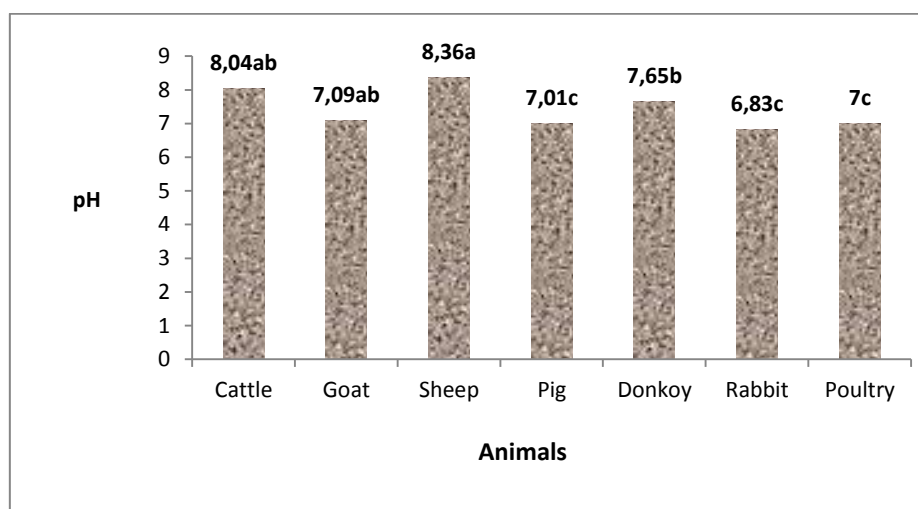 9
8
7
6
5
4
3
2
1
0
pH
8,04ab
7,09ab
8,36a
7,01c
7,65b
6,83c
7c
Cattle Goat Sheep Pig Donkoy Rabbit Poultry
Animals